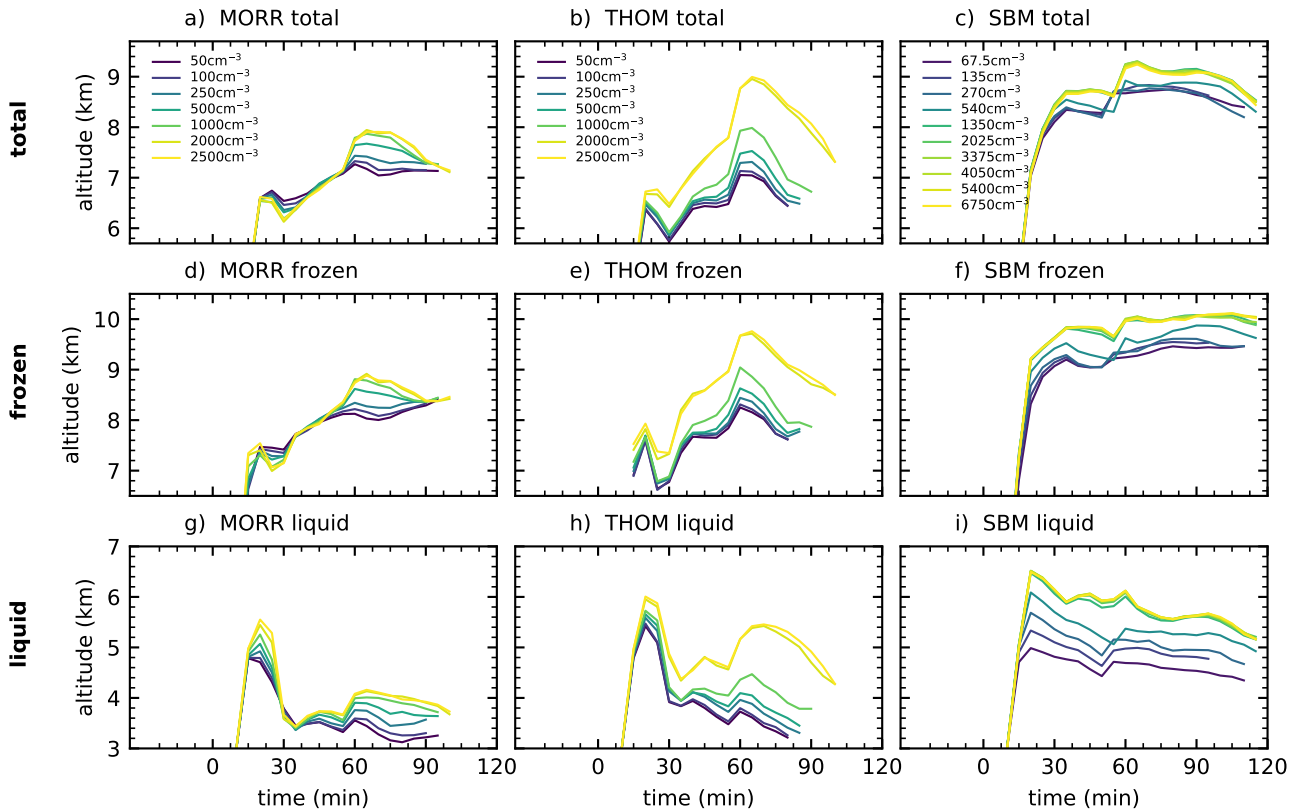 a) MORR total
b) THOM total
c) SBM total
total
altitude (km)
9
8
7
6
50cm⁻³
100cm⁻³
250cm⁻³
500cm⁻³
1000cm⁻³
2000cm⁻³
2500cm⁻³
50cm⁻³
100cm⁻³
250cm⁻³
500cm⁻³
1000cm⁻³
2000cm⁻³
2500cm⁻³
67.5cm⁻³
135cm⁻³
270cm⁻³
540cm⁻³
1350cm⁻³
2025cm⁻³
3375cm⁻³
4050cm⁻³
5400cm⁻³
6750cm⁻³
d) MORR frozen
e) THOM frozen
f) SBM frozen
frozen
altitude (km)
10
9
8
7
g) MORR liquid
h) THOM liquid
i) SBM liquid
liquid
altitude (km)
7
6
5
4
3
0 30 60 90 120
0 30 60 90 120
0 30 60 90 120
time (min)
time (min)
time (min)